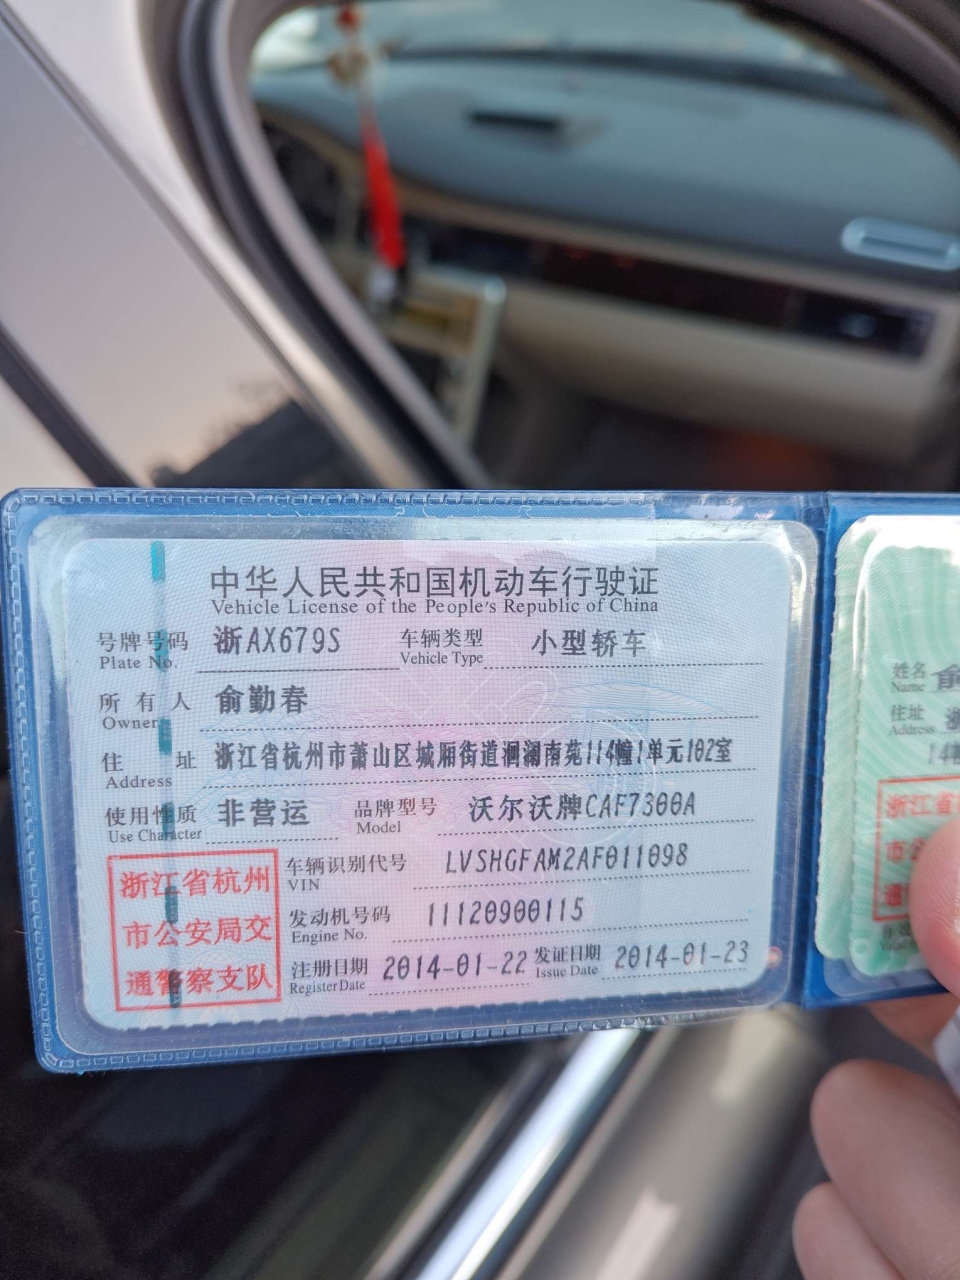 中华人民共和国机动车行驶证
Vehicle License of the People's Republic of China
号牌号码 浙AX679S 车辆类型 小型轿车
Plate No. Vehicle Type
所有人 俞勤春
Owner
住址 浙江省杭州市萧山区城厢街道洄澜南苑114幢1单元102室
Address
使用性质 非营运 品牌型号 沃尔沃牌CAF7300A
Use Character Model
车辆识别代号 LVSHGFAM2AF011098
VIN
发动机号码 11120900115
Engine No.
注册日期 2014-01-22 发证日期 2014-01-23
Register Date Issue Date
浙江省杭州
市公安局交
通警察支队
姓名
Name
住址
Address
14幢
浙江省